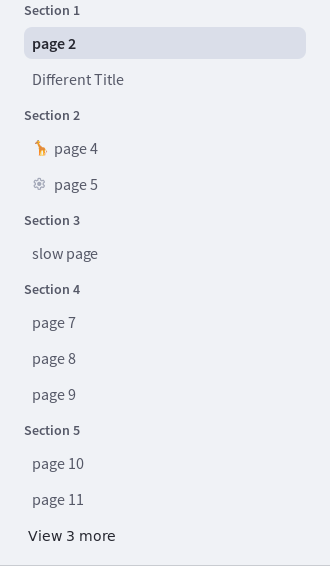 Section 1
page 2
Different Title
Section 2
page 4
page 5
Section 3
slow page
Section 4
page 7
page 8
page 9
Section 5
page 10
page 11
View 3 more